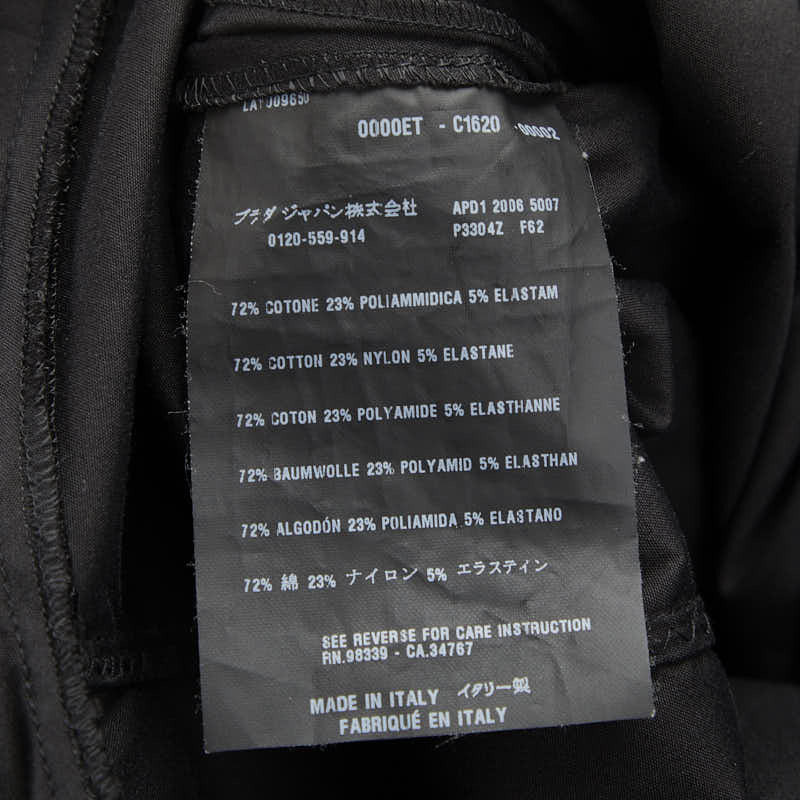 LAT J09650
0000ET - C1620 -00002
プラダ ジャパン株式会社 APD1 2006 5007
0120-559-914 P3304Z F62
72% COTONE 23% POLIAMMIDICA 5% ELASTAM
72% COTTON 23% NYLON 5% ELASTANE
72% COTON 23% POLYAMIDE 5% ELASTHANNE
72% BAUMWOLLE 23% POLYAMID 5% ELASTHAN
72% ALGODÓN 23% POLIAMIDA 5% ELASTANO
72% 綿 23% ナイロン 5% エラスティン
SEE REVERSE FOR CARE INSTRUCTION
RN.98339 - CA.34767
MADE IN ITALY イタリー製
FABRIQUÉ EN ITALY